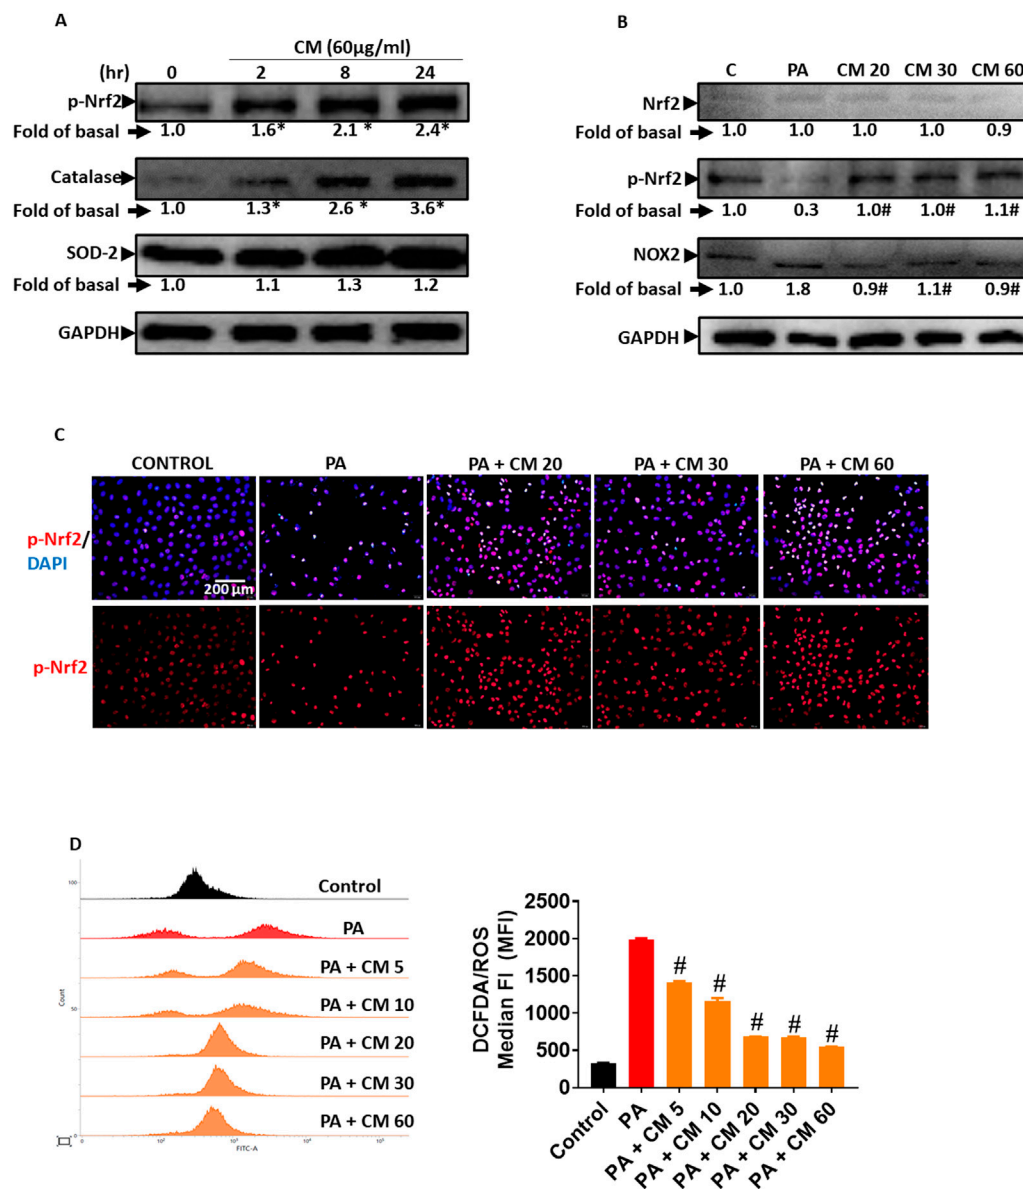 A
CM (60µg/ml)
(hr) 0 2 8 24
p-Nrf2
Fold of basal 1.0 1.6* 2.1 * 2.4*
Catalase
Fold of basal 1.0 1.3* 2.6 * 3.6*
SOD-2
Fold of basal 1.0 1.1 1.3 1.2
GAPDH
B
C PA CM 20 CM 30 CM 60
Nrf2
Fold of basal 1.0 1.0 1.0 1.0 0.9
p-Nrf2
Fold of basal 1.0 0.3 1.0# 1.0# 1.1#
NOX2
Fold of basal 1.0 1.8 0.9# 1.1# 0.9#
GAPDH
C
CONTROL PA PA + CM 20 PA + CM 30 PA + CM 60
p-Nrf2/
DAPI
200 µm
p-Nrf2
D
Control
PA
PA + CM 5
PA + CM 10
PA + CM 20
PA + CM 30
PA + CM 60
Count
100
50
0
0 10² 10³ 10⁴ 10⁵
FITC-A
DCFDA/ROS
Median FI (MFI)
2500
2000
1500
1000
500
0
# # # # #
Control
PA
PA + CM 5
PA + CM 10
PA + CM 20
PA + CM 30
PA + CM 60